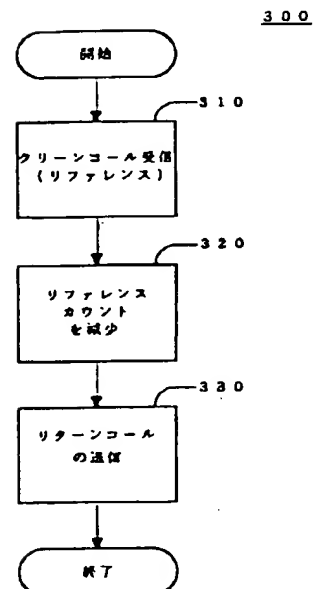 300
開始
310
クリーンコール受信
(リファレンス)
320
リファレンス
カウント
を減少
330
リターンコール
の送信
終了